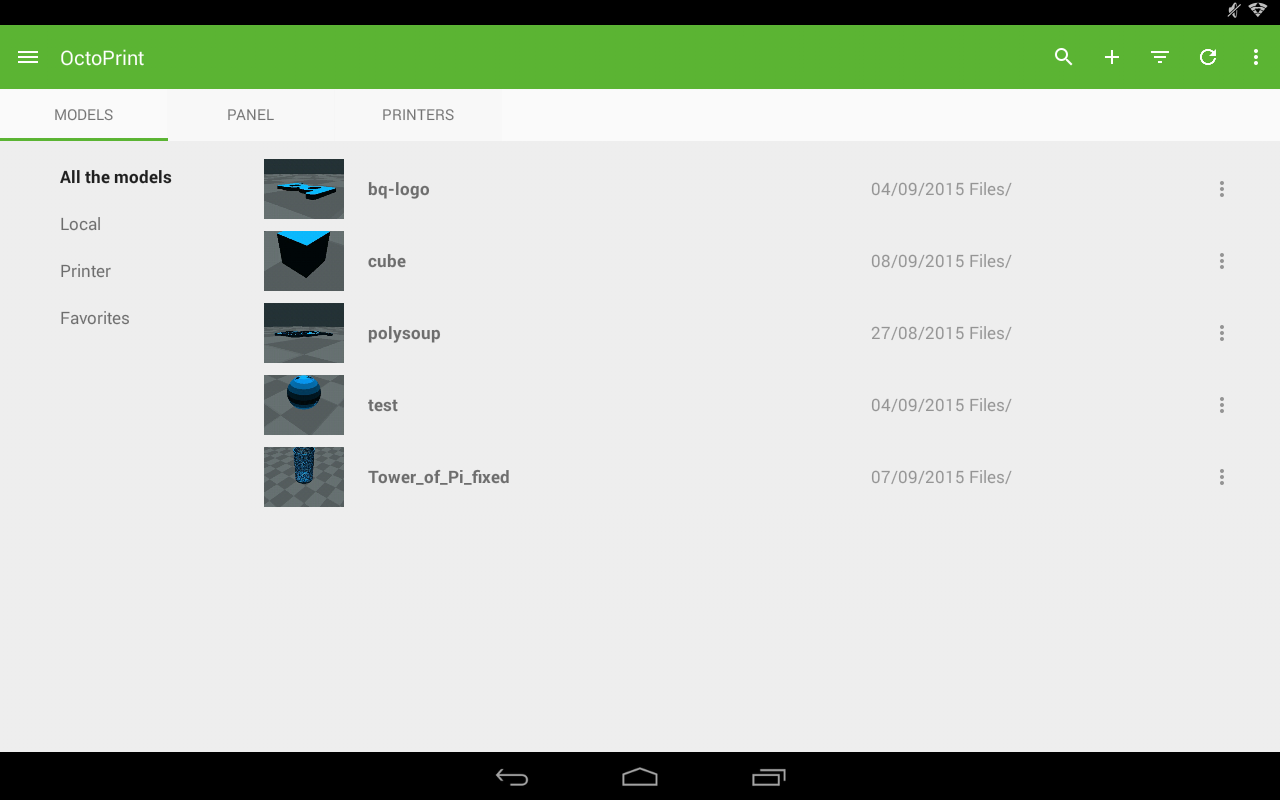 OctoPrint
MODELS PANEL PRINTERS
All the models
Local
Printer
Favorites
bq-logo 04/09/2015 Files/
cube 08/09/2015 Files/
polysoup 27/08/2015 Files/
test 04/09/2015 Files/
Tower_of_Pi_fixed 07/09/2015 Files/